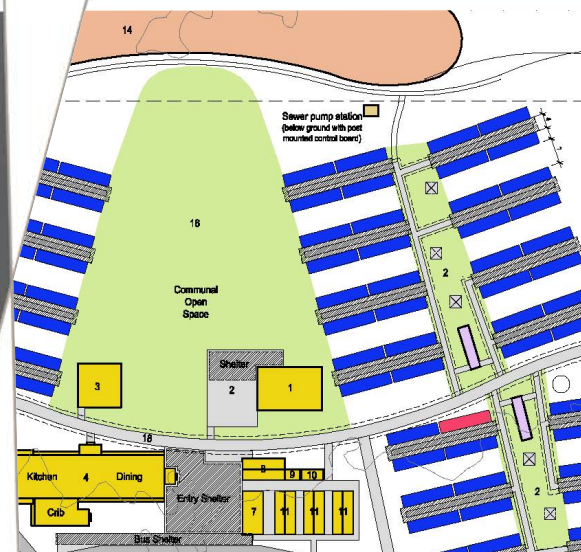 14
Sewer pump station
(below ground with post
mounted control board)
16
2
Communal
Open
Space
Shelter
3
2
1
18
Kitchen 4 Dining
8
9 10
Entry Shelter
Crib
7 11 11 11
2
Bus Shelter